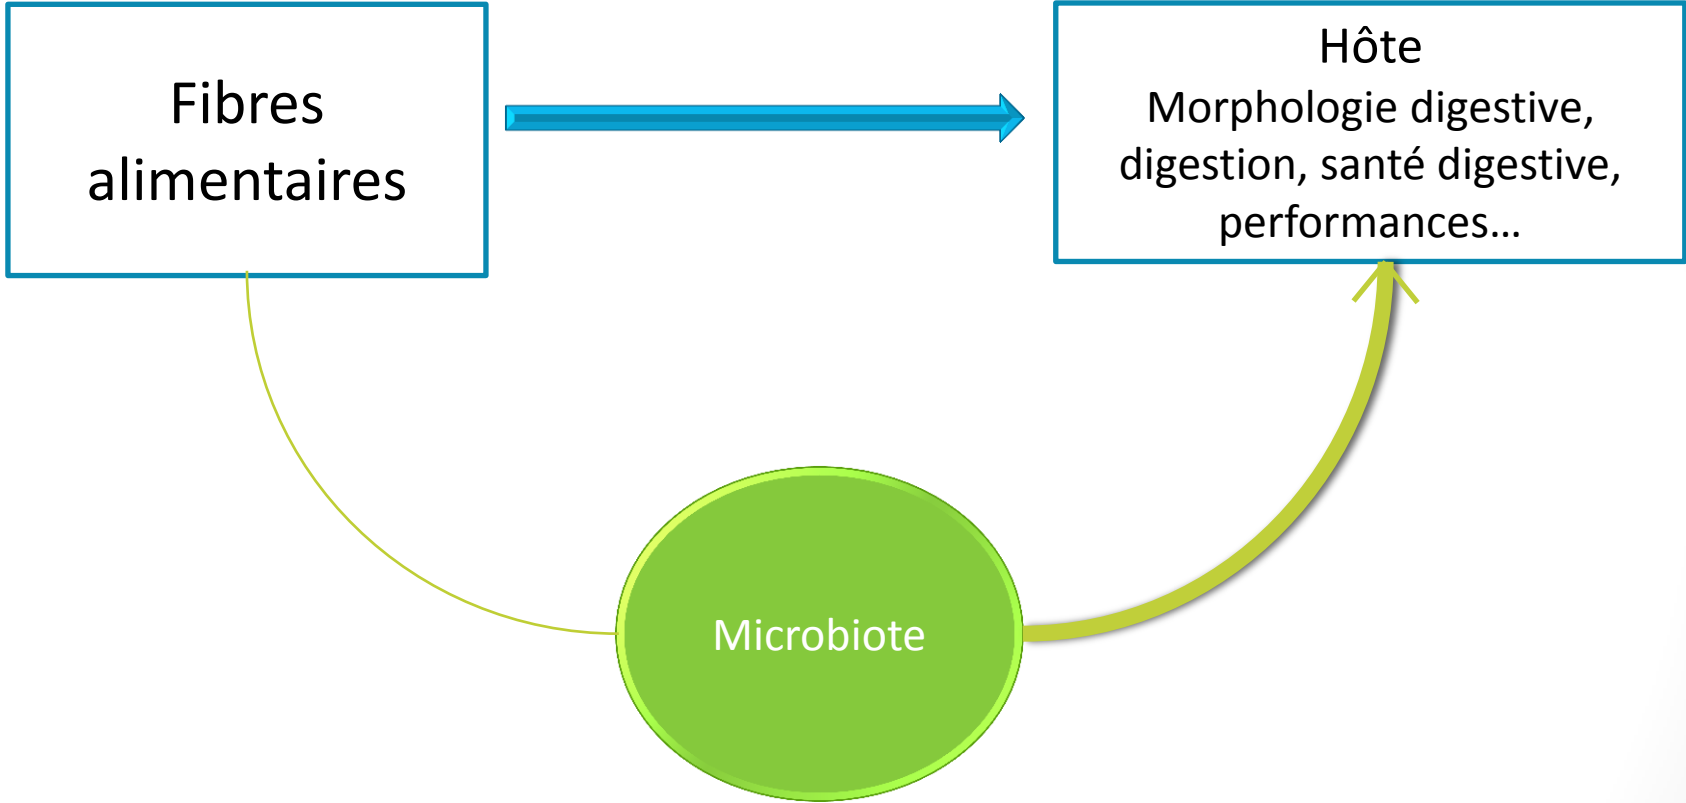 Fibres
alimentaires
Hôte
Morphologie digestive,
digestion, santé digestive,
performances…
Microbiote